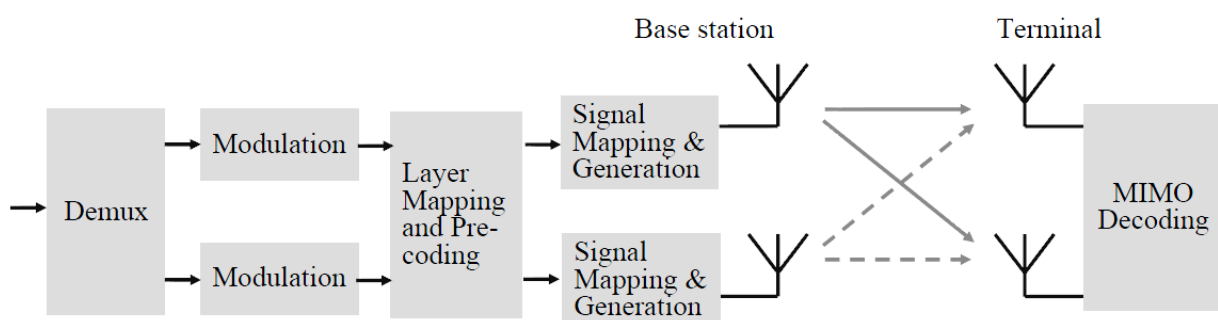 Base station
Terminal
Demux
Modulation
Modulation
Layer
Mapping
and Pre-
coding
Signal
Mapping &
Generation
Signal
Mapping &
Generation
MIMO
Decoding